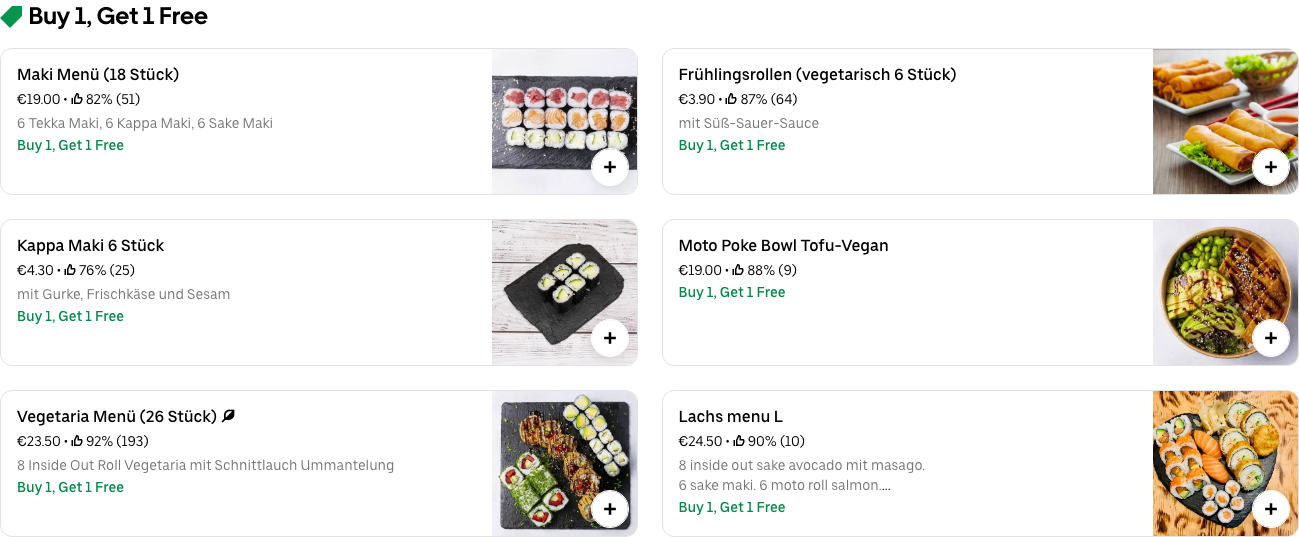 Buy 1, Get 1 Free
Maki Menü (18 Stück)
€19.00 • 82% (51)
6 Tekka Maki, 6 Kappa Maki, 6 Sake Maki
Buy 1, Get 1 Free
Frühlingsrollen (vegetarisch 6 Stück)
€3.90 • 87% (64)
mit Süß-Sauer-Sauce
Buy 1, Get 1 Free
Kappa Maki 6 Stück
€4.30 • 76% (25)
mit Gurke, Frischkäse und Sesam
Buy 1, Get 1 Free
Moto Poke Bowl Tofu-Vegan
€19.00 • 88% (9)
Buy 1, Get 1 Free
Vegetaria Menü (26 Stück)
€23.50 • 92% (193)
8 Inside Out Roll Vegetaria mit Schnittlauch Ummantelung
Buy 1, Get 1 Free
Lachs menu L
€24.50 • 90% (10)
8 inside out sake avocado mit masago.
6 sake maki. 6 moto roll salmon....
Buy 1, Get 1 Free